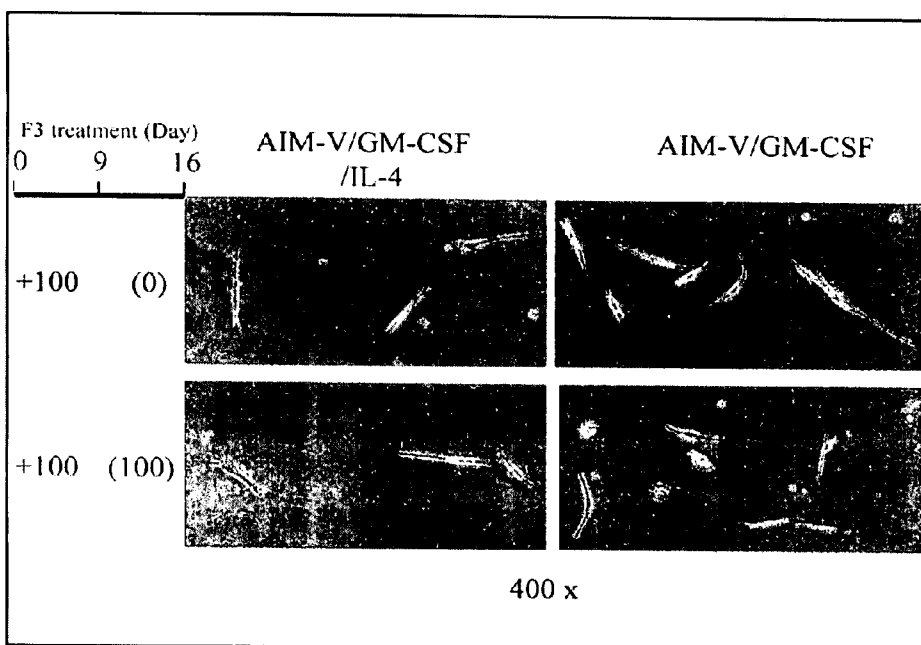 F3 treatment (Day)
0 9 16
AIM-V/GM-CSF
/IL-4
AIM-V/GM-CSF
+100 (0)
+100 (100)
400 x